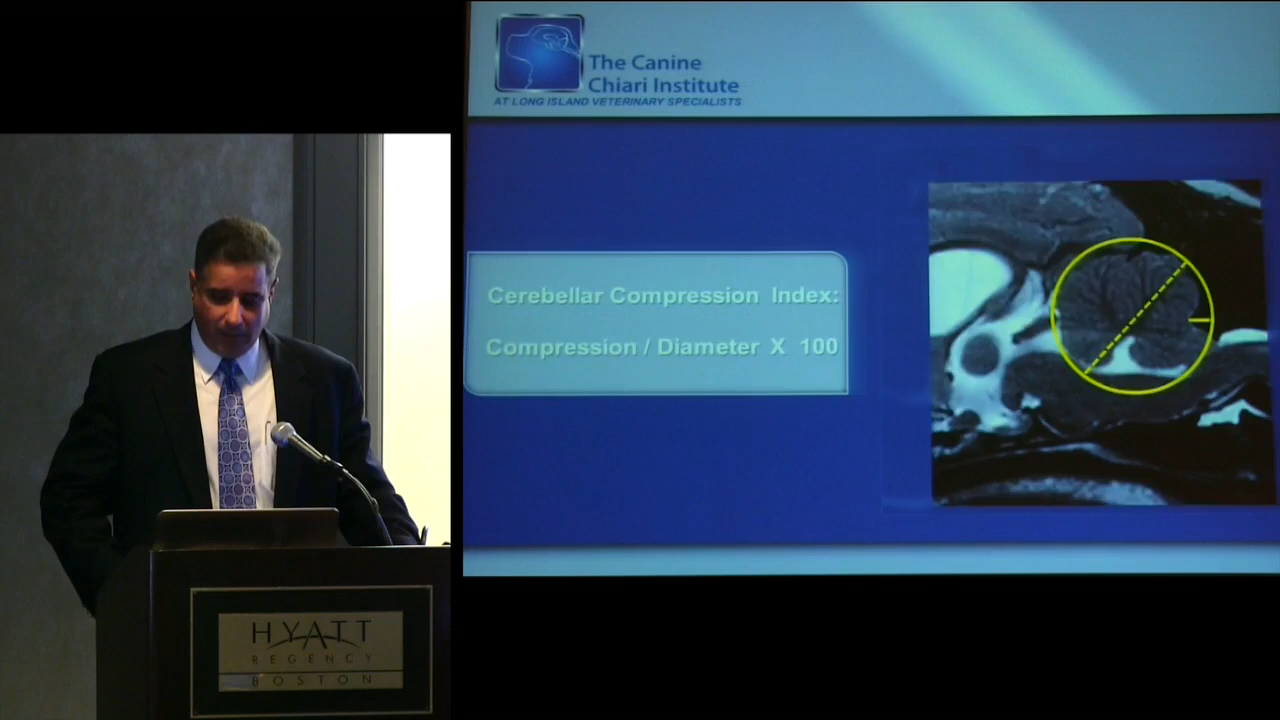 The Canine
Chiari Institute
AT LONG ISLAND VETERINARY SPECIALISTS
Cerebellar Compression Index:
Compression / Diameter X 100
HYATT
REGENCY
BOSTON